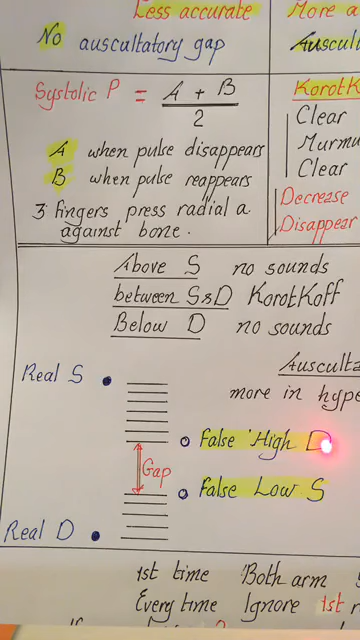 Less accurate
More a
No auscultatory gap
Auscul
Systolic P = A + B
2
KorotK
A when pulse disappears
B when pulse reappears
3 fingers press radial a
against bone.
Clear
Murmu
Clear
Decrease
Disappear
Above S no sounds
between S&D Korotkoff
Below D no sounds
Ausculta
more in hype
Real S
False High D
Gap
False Low S
Real D
1st time Both arm
Every time Ignore 1st r